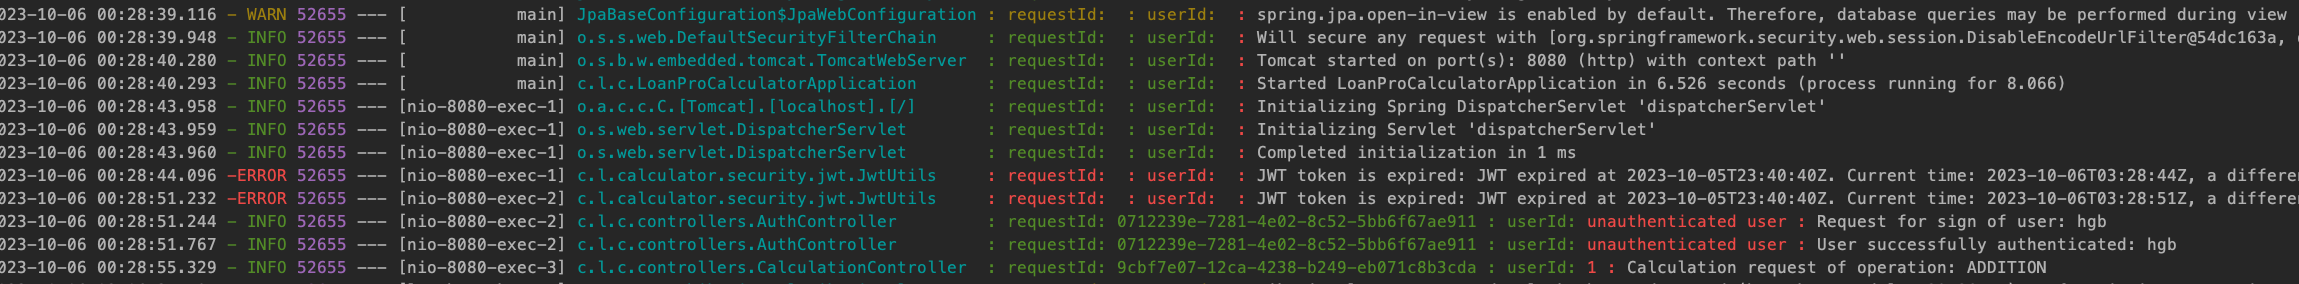 023-10-06 00:28:39.116 - WARN 52655 --- [           main] JpaBaseConfiguration$JpaWebConfiguration : requestId:  : userId:  : spring.jpa.open-in-view is enabled by default. Therefore, database queries may be performed during view
023-10-06 00:28:39.948 - INFO 52655 --- [           main] o.s.s.web.DefaultSecurityFilterChain     : requestId:  : userId:  : Will secure any request with [org.springframework.security.web.session.DisableEncodeUrlFilter@54dc163a,
023-10-06 00:28:40.280 - INFO 52655 --- [           main] o.s.b.w.embedded.tomcat.TomcatWebServer  : requestId:  : userId:  : Tomcat started on port(s): 8080 (http) with context path ''
023-10-06 00:28:40.293 - INFO 52655 --- [           main] c.l.c.LoanProCalculatorApplication       : requestId:  : userId:  : Started LoanProCalculatorApplication in 6.526 seconds (process running for 8.066)
023-10-06 00:28:43.958 - INFO 52655 --- [nio-8080-exec-1] o.a.c.c.C.[Tomcat].[localhost].[/]       : requestId:  : userId:  : Initializing Spring DispatcherServlet 'dispatcherServlet'
023-10-06 00:28:43.959 - INFO 52655 --- [nio-8080-exec-1] o.s.web.servlet.DispatcherServlet        : requestId:  : userId:  : Initializing Servlet 'dispatcherServlet'
023-10-06 00:28:43.960 - INFO 52655 --- [nio-8080-exec-1] o.s.web.servlet.DispatcherServlet        : requestId:  : userId:  : Completed initialization in 1 ms
023-10-06 00:28:44.096 -ERROR 52655 --- [nio-8080-exec-1] c.l.calculator.security.jwt.JwtUtils     : requestId:  : userId:  : JWT token is expired: JWT expired at 2023-10-05T23:40:40Z. Current time: 2023-10-06T03:28:44Z, a differe
023-10-06 00:28:51.232 -ERROR 52655 --- [nio-8080-exec-2] c.l.calculator.security.jwt.JwtUtils     : requestId:  : userId:  : JWT token is expired: JWT expired at 2023-10-05T23:40:40Z. Current time: 2023-10-06T03:28:51Z, a differe
023-10-06 00:28:51.244 - INFO 52655 --- [nio-8080-exec-2] c.l.c.controllers.AuthController         : requestId: 0712239e-7281-4e02-8c52-5bb6f67ae911 : userId: unauthenticated user : Request for sign of user: hgb
023-10-06 00:28:51.767 - INFO 52655 --- [nio-8080-exec-2] c.l.c.controllers.AuthController         : requestId: 0712239e-7281-4e02-8c52-5bb6f67ae911 : userId: unauthenticated user : User successfully authenticated: hgb
023-10-06 00:28:55.329 - INFO 52655 --- [nio-8080-exec-3] c.l.c.controllers.CalculationController  : requestId: 9cbf7e07-12ca-4238-b249-eb071c8b3cda : userId: 1 : Calculation request of operation: ADDITION